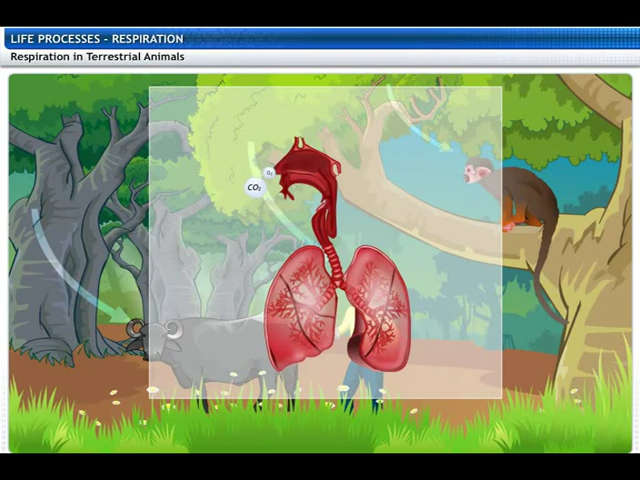 LIFE PROCESSES - RESPIRATION
Respiration in Terrestrial Animals
O₂
CO₂